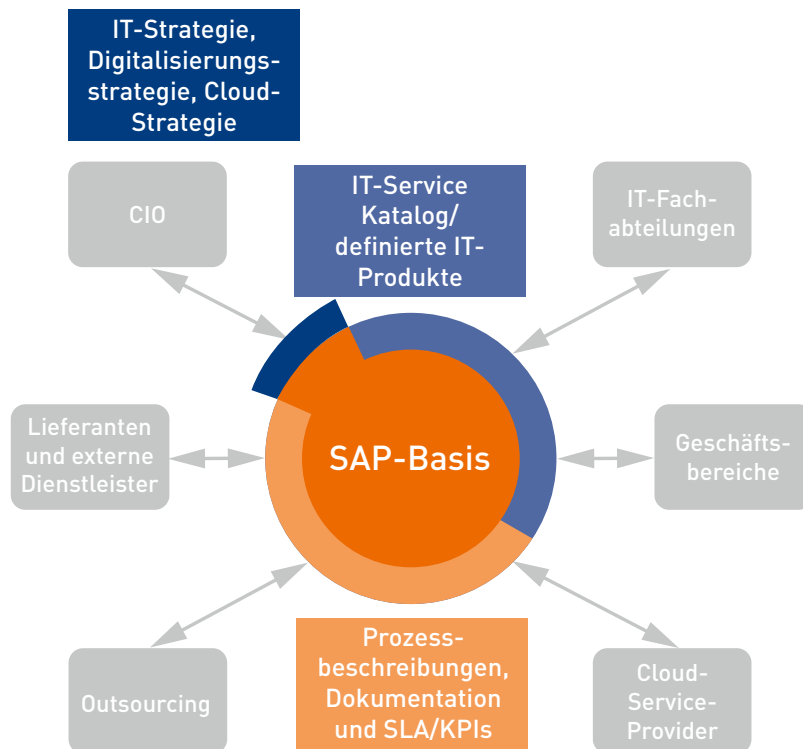 IT-Strategie,
Digitalisierungs-
strategie, Cloud-
Strategie
CIO
IT-Service
Katalog/
definierte IT-
Produkte
IT-Fach-
abteilungen
Lieferanten
und externe
Dienstleister
SAP-Basis
Geschäfts-
bereiche
Outsourcing
Prozess-
beschreibungen,
Dokumentation
und SLA/KPIs
Cloud-
Service-
Provider